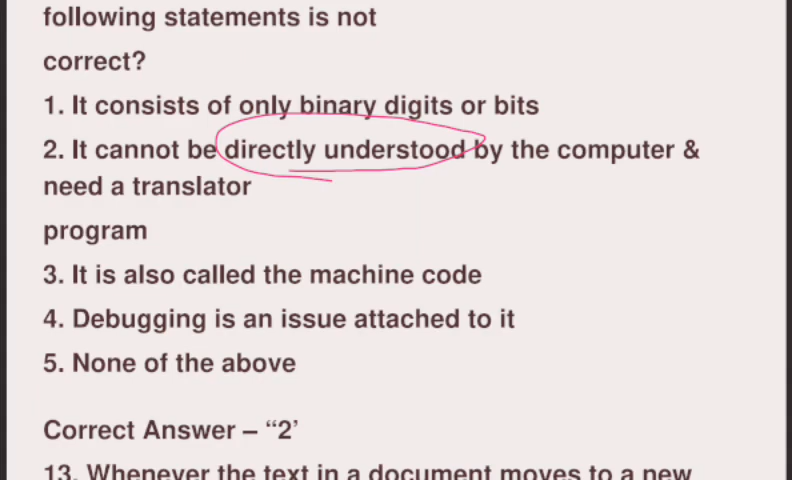 following statements is not
correct?
1. It consists of only binary digits or bits
2. It cannot be directly understood by the computer &
need a translator
program
3. It is also called the machine code
4. Debugging is an issue attached to it
5. None of the above
Correct Answer – “2’
13. Whenever the text in a document moves to a new